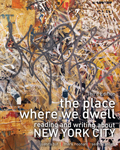 the place
where we dwell
reading and writing about
NEW YORK CITY